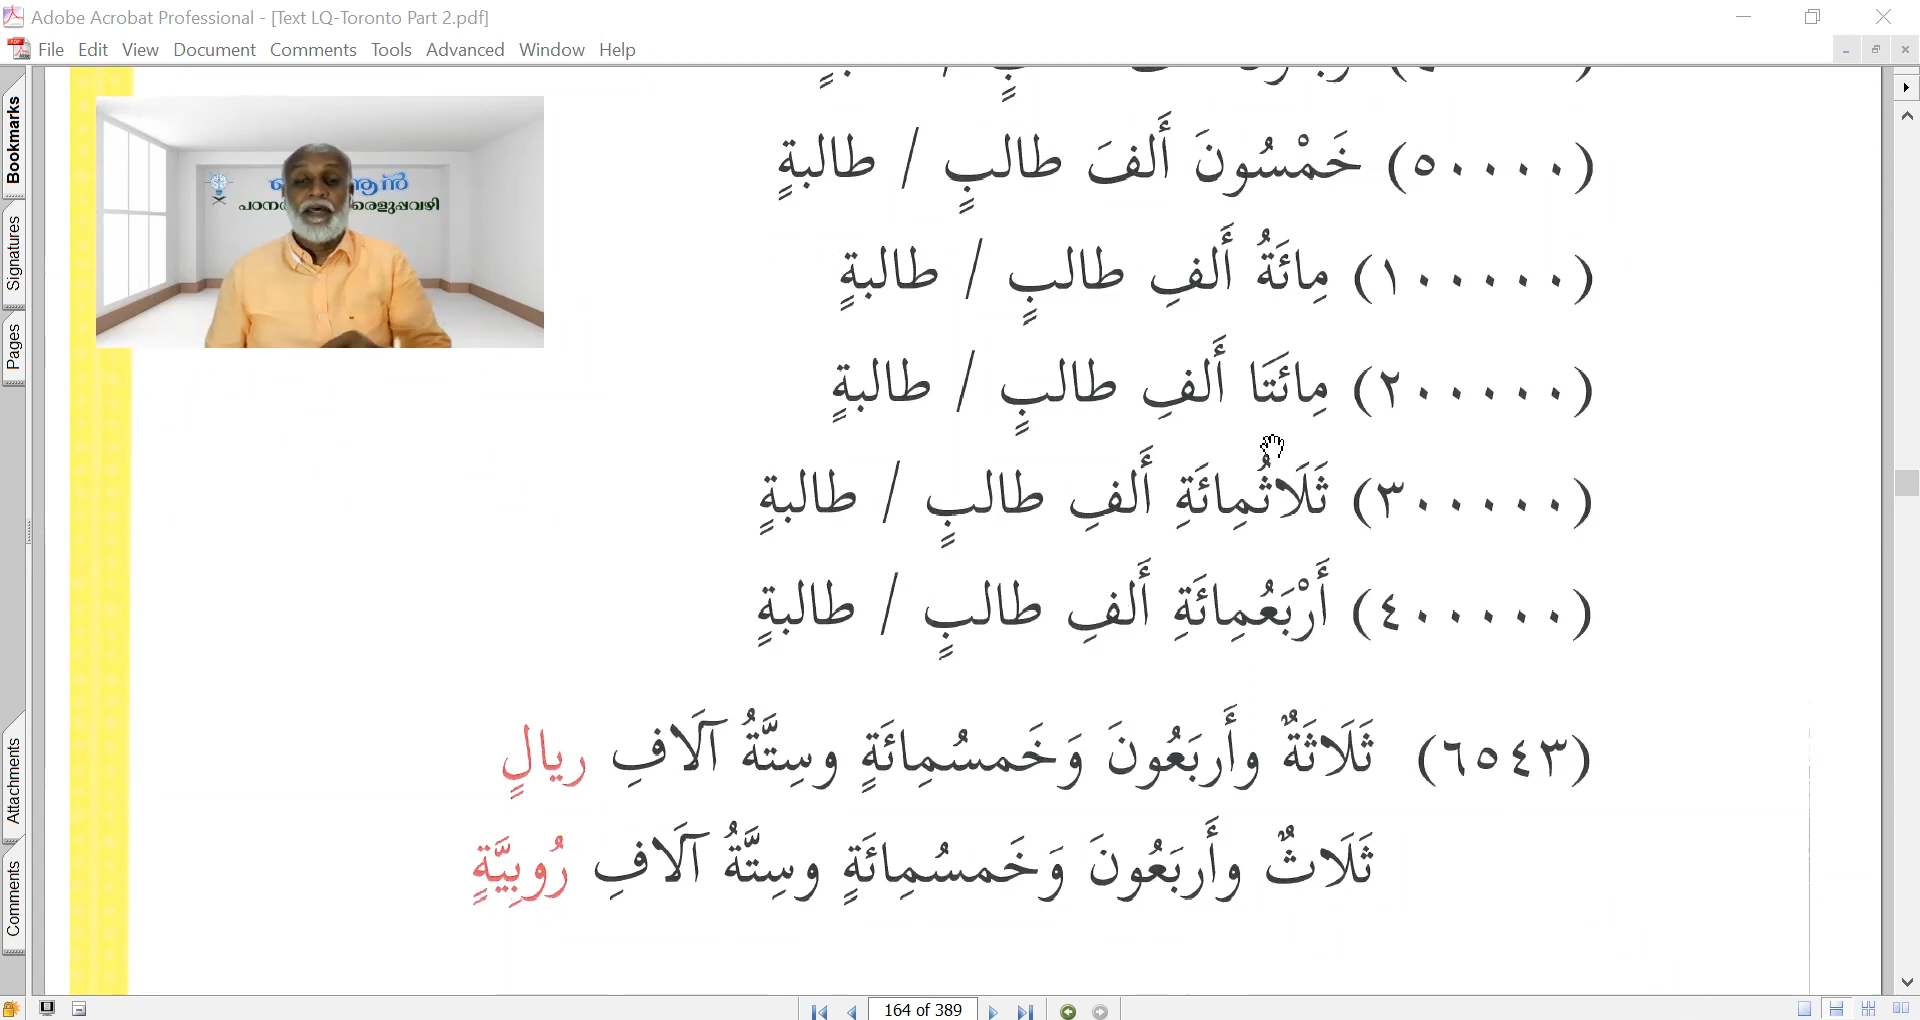 Adobe Acrobat Professional - [Text LQ-Toronto Part 2.pdf]
File Edit View Document Comments Tools Advanced Window Help
Bookmarks
Signatures
Pages
Attachments
Comments
(٥٠٠٠٠) خَمْسُونَ أَلفَ طالبٍ / طالبةٍ
(١٠٠٠٠٠) مِائَةُ أَلفِ طالبٍ / طالبةٍ
(٢٠٠٠٠٠) مِائَتَا أَلفِ طالبٍ / طالبةٍ
(٣٠٠٠٠٠) ثَلَاثُمِائَةِ أَلفِ طالبٍ / طالبةٍ
(٤٠٠٠٠٠) أَرْبَعُمِائَةِ أَلفِ طالبٍ / طالبةٍ
(٦٥٤٣) ثَلَاثَةٌ وأَربَعُونَ وَخَمسُمِائَةٍ وسِتَّةُ آلَافِ ريالٍ
ثَلَاثٌ وأَربَعُونَ وَخَمسُمِائَةٍ وسِتَّةُ آلَافِ رُوبِيَّةٍ
164 of 389